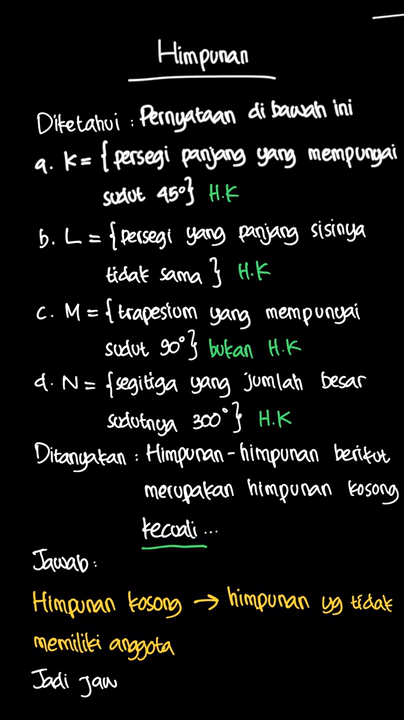 Himpunan
Diketahui : Pernyataan di bawah ini
a. K = {persegi panjang yang mempunyai
sudut 45°} H.K
b. L = {persegi yang panjang sisinya
tidak sama } H.K
c. M = {trapesium yang mempunyai
sudut 90°} bukan H.K
d. N = {segitiga yang jumlah besar
sudutnya 300°} H.K
Ditanyakan : Himpunan-himpunan berikut
merupakan himpunan kosong
kecuali ...
Jawab :
Himpunan kosong → himpunan yg tidak
memiliki anggota
Jadi jaw